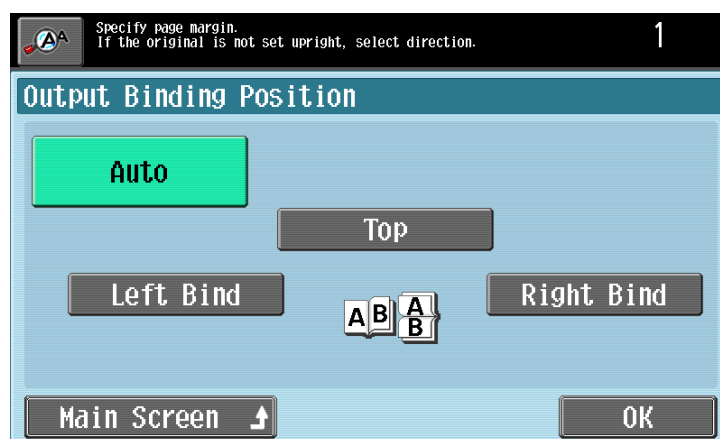 Specify page margin.
If the original is not set upright, select direction.
1
Output Binding Position
Auto
Top
Left Bind
Right Bind
A B A
B
Main Screen
OK